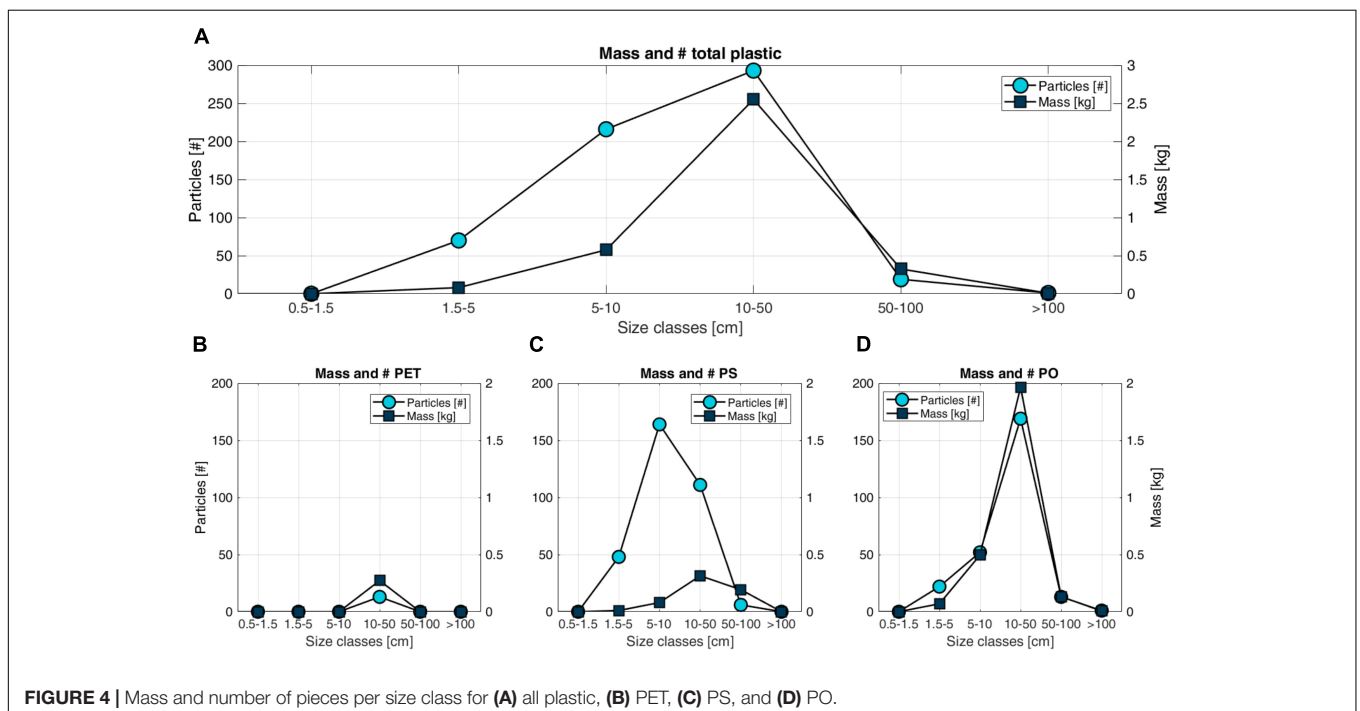 A
Mass and # total plastic
Particles [#]
Mass [kg]
300
250
200
150
100
50
0
3
2.5
2
1.5
1
0.5
0
Particles [#]
Mass [kg]
0.5-1.5 1.5-5 5-10 10-50 50-100 >100
Size classes [cm]
B
Mass and # PET
Particles [#]
Mass [kg]
200
150
100
50
0
2
1.5
1
0.5
0
Particles [#]
0.5-1.5 1.5-5 5-10 10-50 50-100 >100
Size classes [cm]
C
Mass and # PS
Particles [#]
Mass [kg]
200
150
100
50
0
2
1.5
1
0.5
0
0.5-1.5 1.5-5 5-10 10-50 50-100 >100
Size classes [cm]
D
Mass and # PO
Particles [#]
Mass [kg]
200
150
100
50
0
2
1.5
1
0.5
0
Mass [kg]
0.5-1.5 1.5-5 5-10 10-50 50-100 >100
Size classes [cm]
FIGURE 4 | Mass and number of pieces per size class for (A) all plastic, (B) PET, (C) PS, and (D) PO.